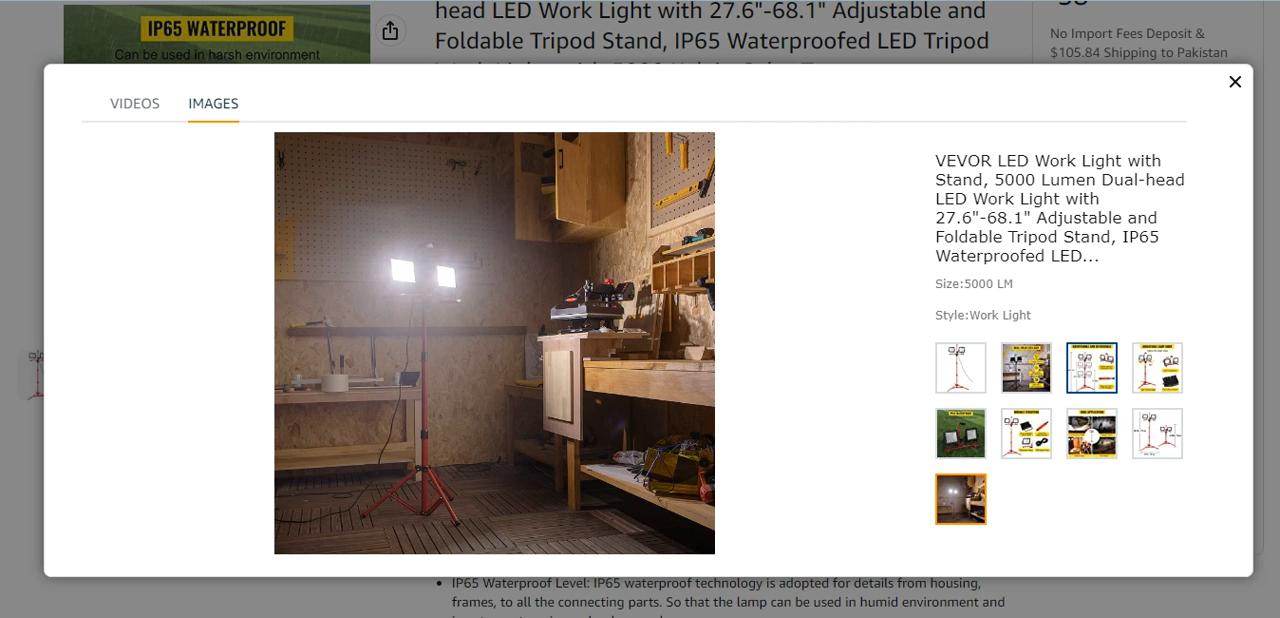 IP65 WATERPROOF
Can be used in harsh environment
head LED Work Light with 27.6"-68.1" Adjustable and
Foldable Tripod Stand, IP65 Waterproofed LED Tripod
No Import Fees Deposit &
$105.84 Shipping to Pakistan
VIDEOS
IMAGES
VEVOR LED Work Light with
Stand, 5000 Lumen Dual-head
LED Work Light with
27.6"-68.1" Adjustable and
Foldable Tripod Stand, IP65
Waterproofed LED...
Size:5000 LM
Style:Work Light
• IP65 Waterproof Level: IP65 waterproof technology is adopted for details from housing,
frames, to all the connecting parts. So that the lamp can be used in humid environment and